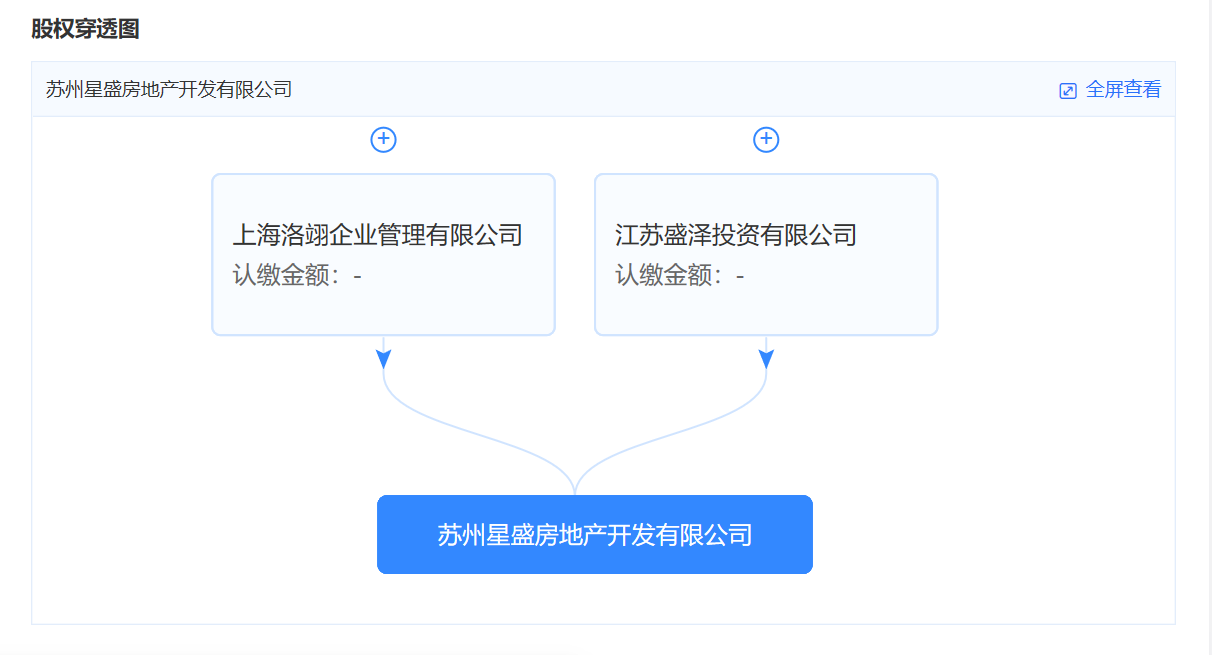 股权穿透图
苏州星盛房地产开发有限公司
全屏查看
上海洛翊企业管理有限公司
认缴金额：-
江苏盛泽投资有限公司
认缴金额：-
苏州星盛房地产开发有限公司